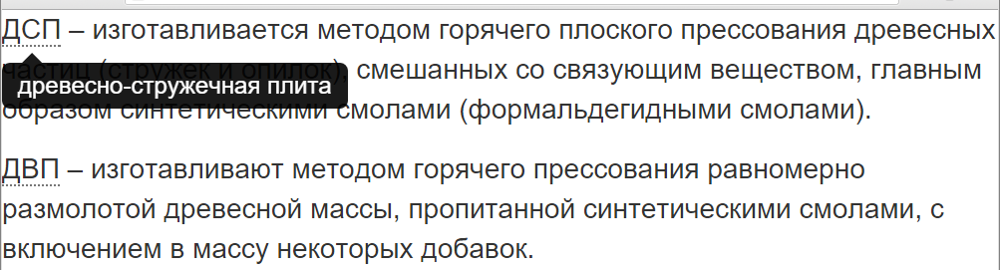 ДСП – изготавливается методом горячего плоского прессования древесных
частиц (стружек и опилок), смешанных со связующим веществом, главным
древесно-стружечная плита
образом синтетическими смолами (формальдегидными смолами).
ДВП – изготавливают методом горячего прессования равномерно
размолотой древесной массы, пропитанной синтетическими смолами, с
включением в массу некоторых добавок.